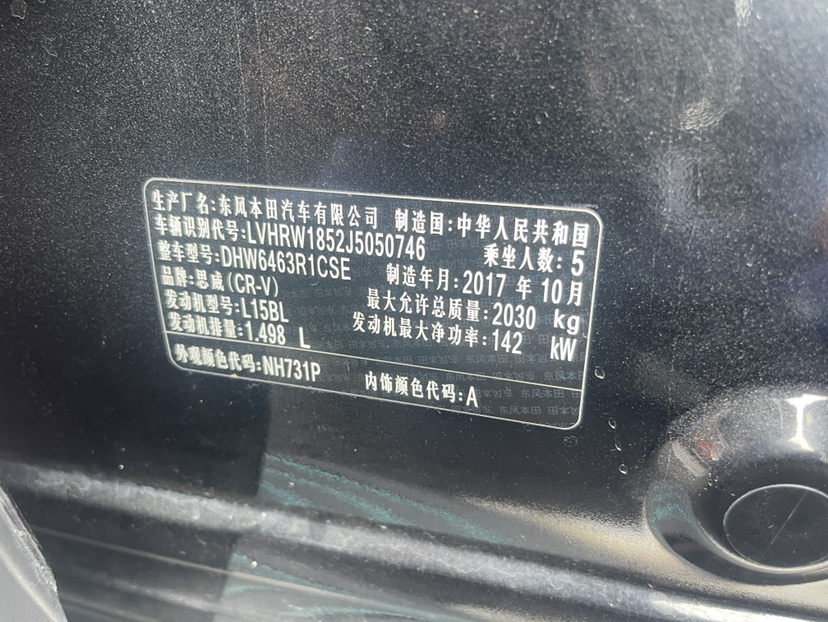 生产厂名:东风本田汽车有限公司 制造国:中华人民共和国
车辆识别代号:LVHRW1852J5050746 乘坐人数:5
整车型号:DHW6463R1CSE 制造年月:2017 年 10 月
品牌:思威(CR-V) 最大允许总质量:2030 kg
发动机型号:L15BL 发动机最大净功率:142 kW
发动机排量:1.498 L
外观颜色代码:NH731P 内饰颜色代码:A